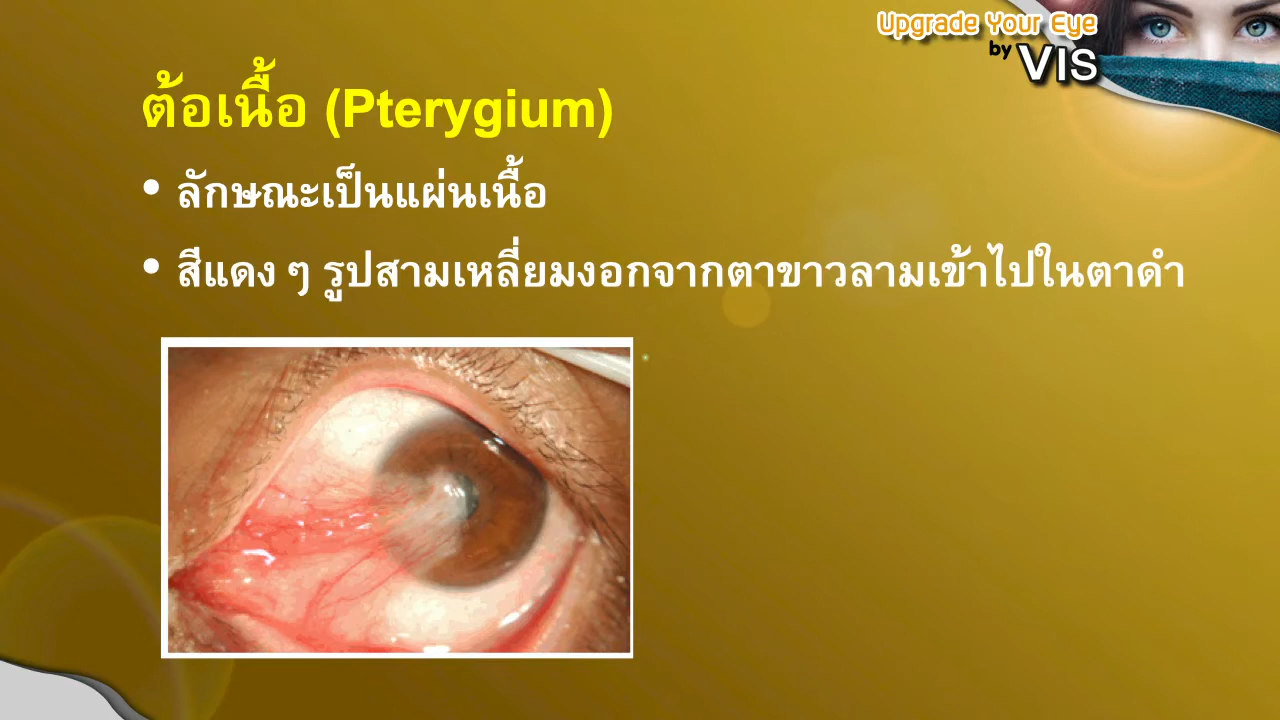 Upgrade Your Eye
by VIS
ต้อเนื้อ (Pterygium)
• ลักษณะเป็นแผ่นเนื้อ
• สีแดง ๆ รูปสามเหลี่ยมงอกจากตาขาวลามเข้าไปในตาดำ